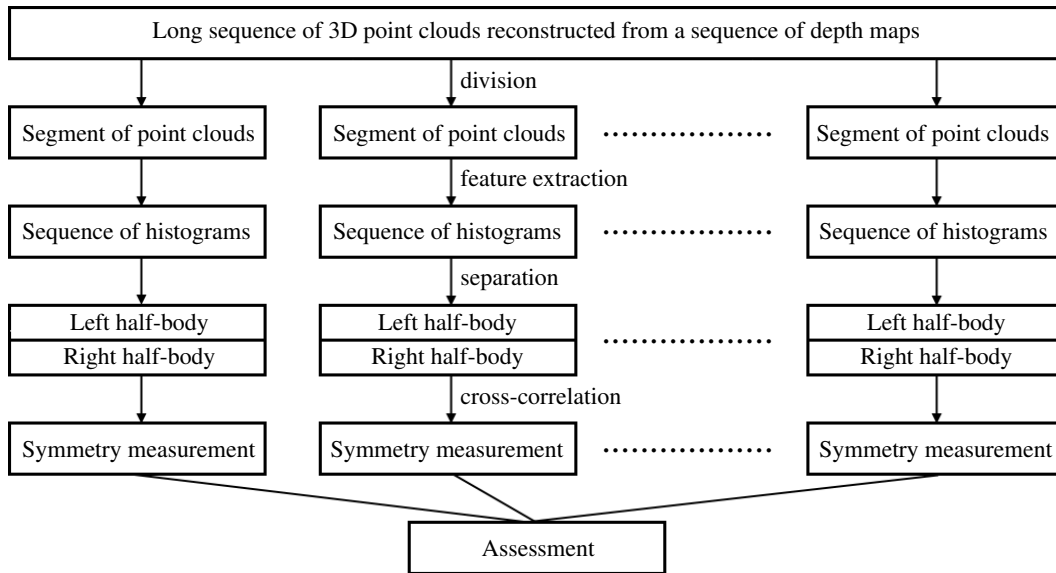 Long sequence of 3D point clouds reconstructed from a sequence of depth maps
division
Segment of point clouds Segment of point clouds Segment of point clouds
feature extraction
Sequence of histograms Sequence of histograms Sequence of histograms
separation
Left half-body Left half-body Left half-body
Right half-body Right half-body Right half-body
cross-correlation
Symmetry measurement Symmetry measurement Symmetry measurement
Assessment